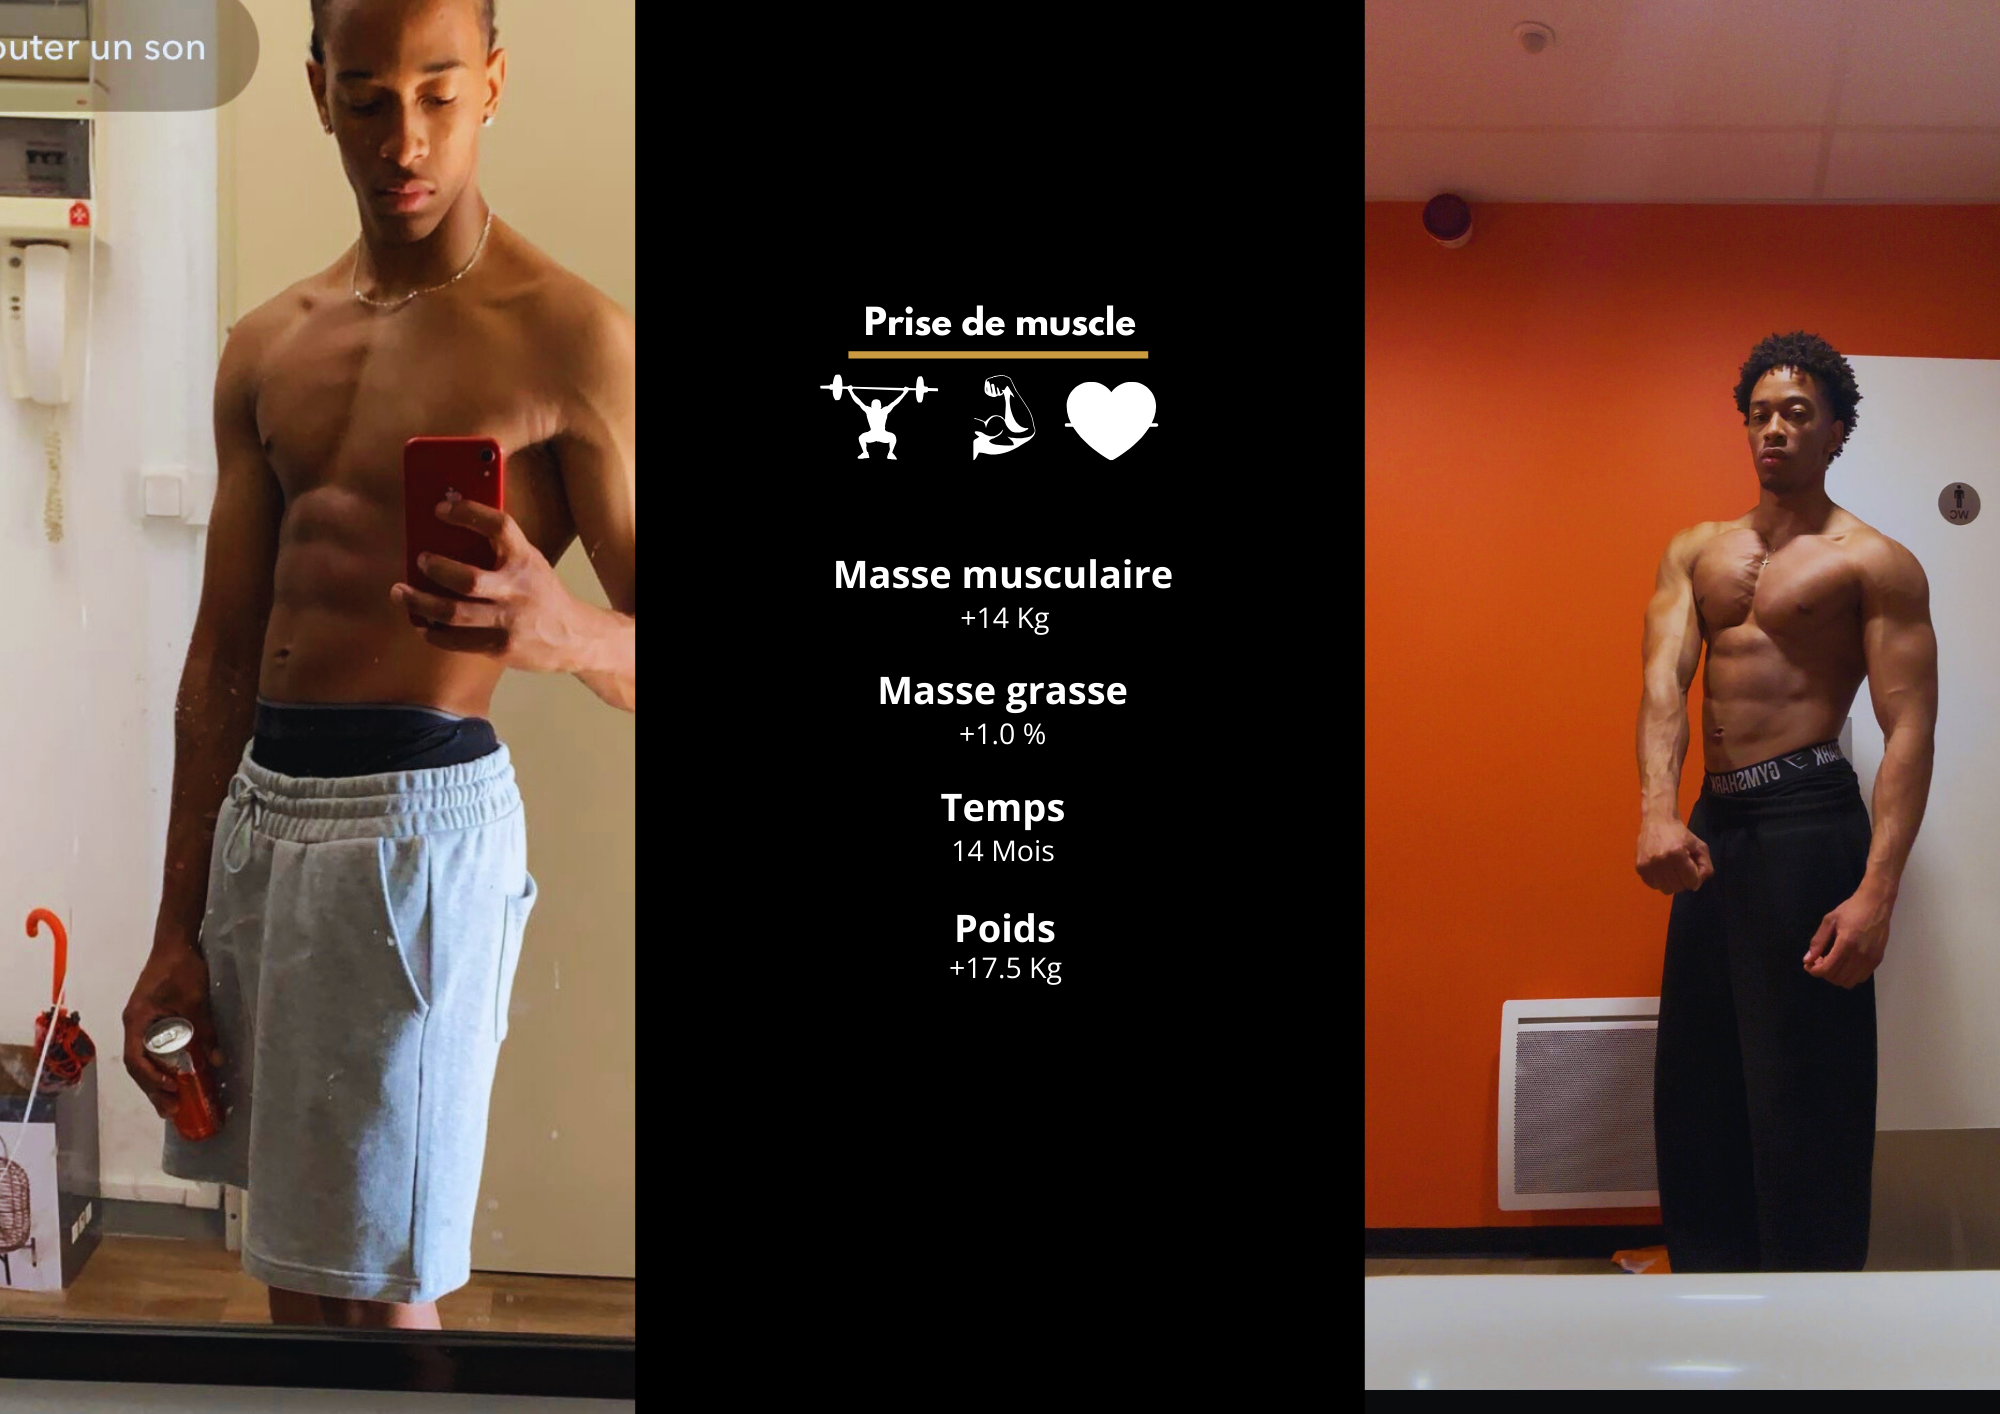 outer un son
Prise de muscle
Masse musculaire
+14 Kg
Masse grasse
+1.0 %
Temps
14 Mois
Poids
+17.5 Kg
WC
GYMSHARK